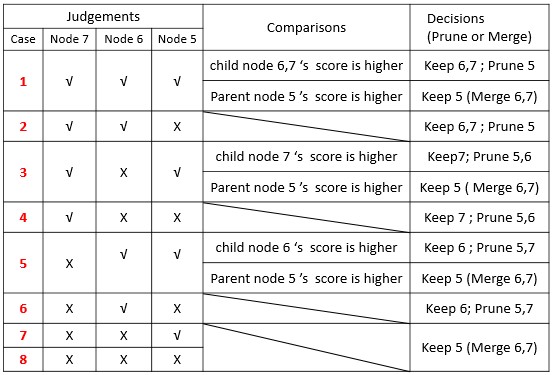 Judgements Comparisons Decisions (Prune or Merge)
Case Node 7 Node 6 Node 5
1 √ √ √ child node 6,7 ‘s score is higher Keep 6,7 ; Prune 5
Parent node 5 ‘s score is higher Keep 5 (Merge 6,7)
2 √ √ X Keep 6,7 ; Prune 5
3 √ X √ child node 7 ‘s score is higher Keep7; Prune 5,6
Parent node 5 ‘s score is higher Keep 5 ( Merge 6,7)
4 √ X X Keep 7 ; Prune 5,6
5 X √ √ child node 6 ‘s score is higher Keep 6 ; Prune 5,7
Parent node 5 ‘s score is higher Keep 5 (Merge 6,7)
6 X √ X Keep 6; Prune 5,7
7 X X √ Keep 5 (Merge 6,7)
8 X X X